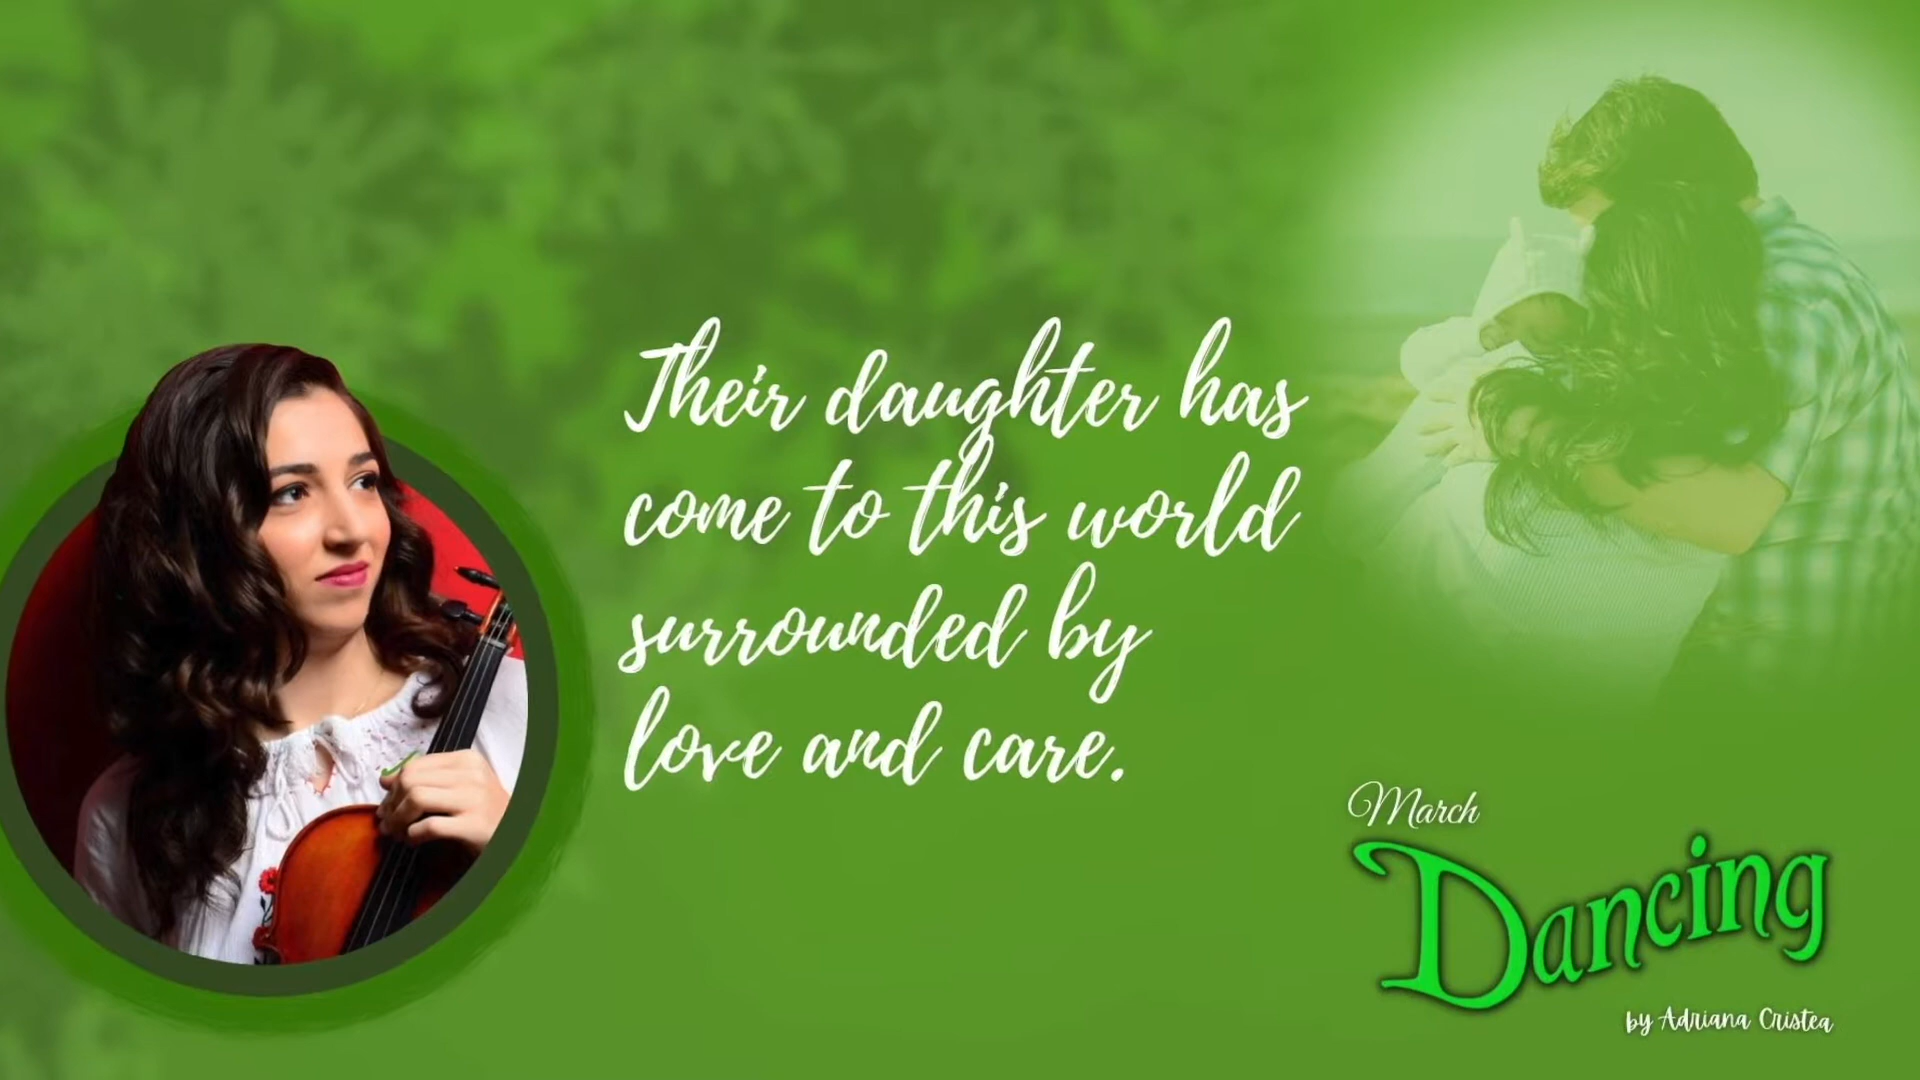 Their daughter has
come to this world
surrounded by
love and care.
March
Dancing
by Adriana Cristea